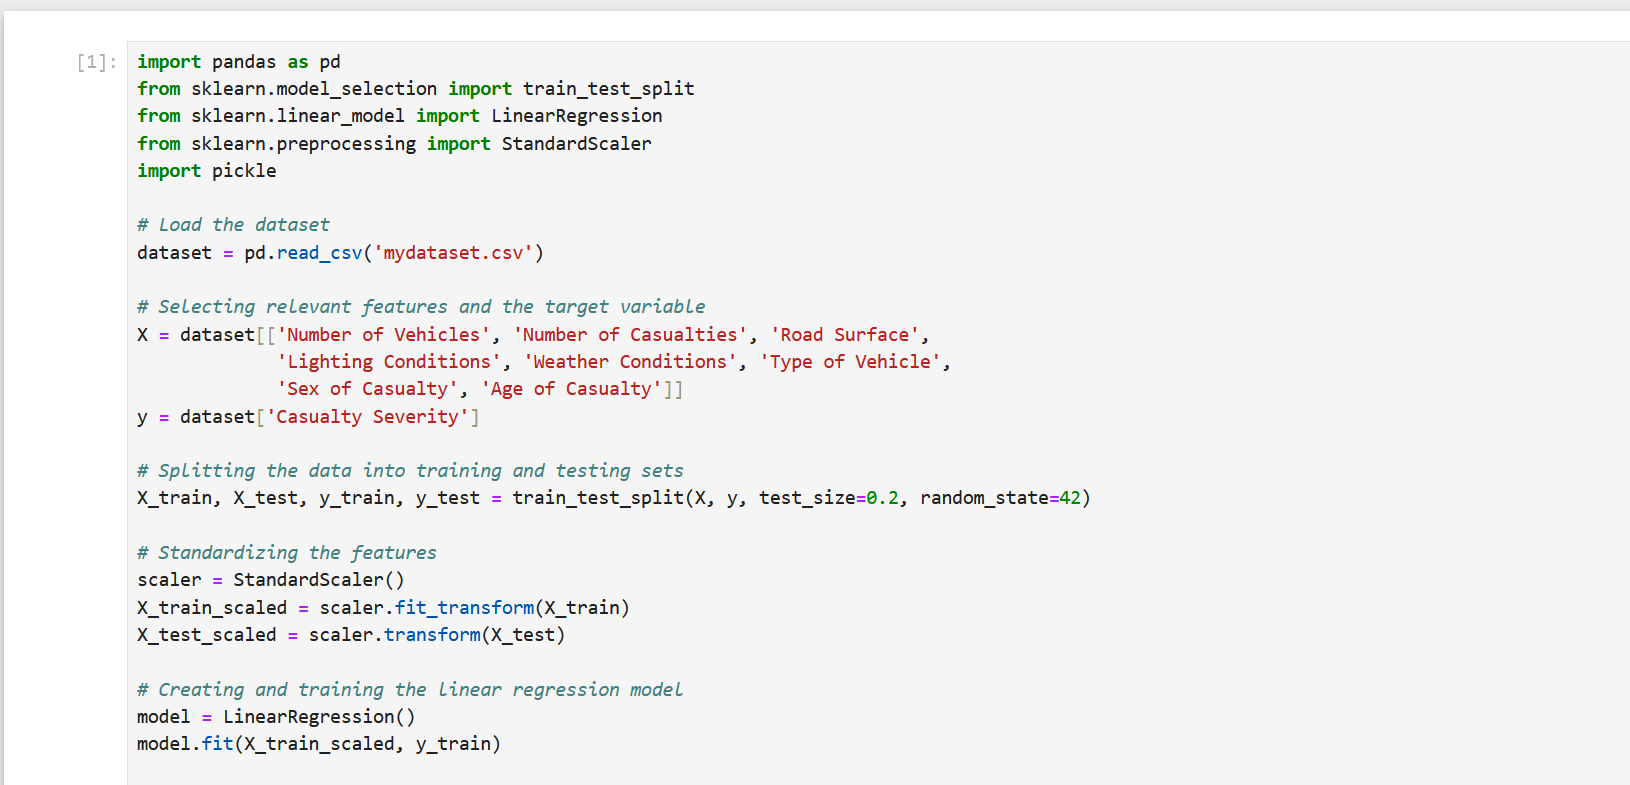 [1]: import pandas as pd
from sklearn.model_selection import train_test_split
from sklearn.linear_model import LinearRegression
from sklearn.preprocessing import StandardScaler
import pickle
# Load the dataset
dataset = pd.read_csv('mydataset.csv')
# Selecting relevant features and the target variable
X = dataset[['Number of Vehicles', 'Number of Casualties', 'Road Surface',
'Lighting Conditions', 'Weather Conditions', 'Type of Vehicle',
'Sex of Casualty', 'Age of Casualty']]
y = dataset['Casualty Severity']
# Splitting the data into training and testing sets
X_train, X_test, y_train, y_test = train_test_split(X, y, test_size=0.2, random_state=42)
# Standardizing the features
scaler = StandardScaler()
X_train_scaled = scaler.fit_transform(X_train)
X_test_scaled = scaler.transform(X_test)
# Creating and training the linear regression model
model = LinearRegression()
model.fit(X_train_scaled, y_train)